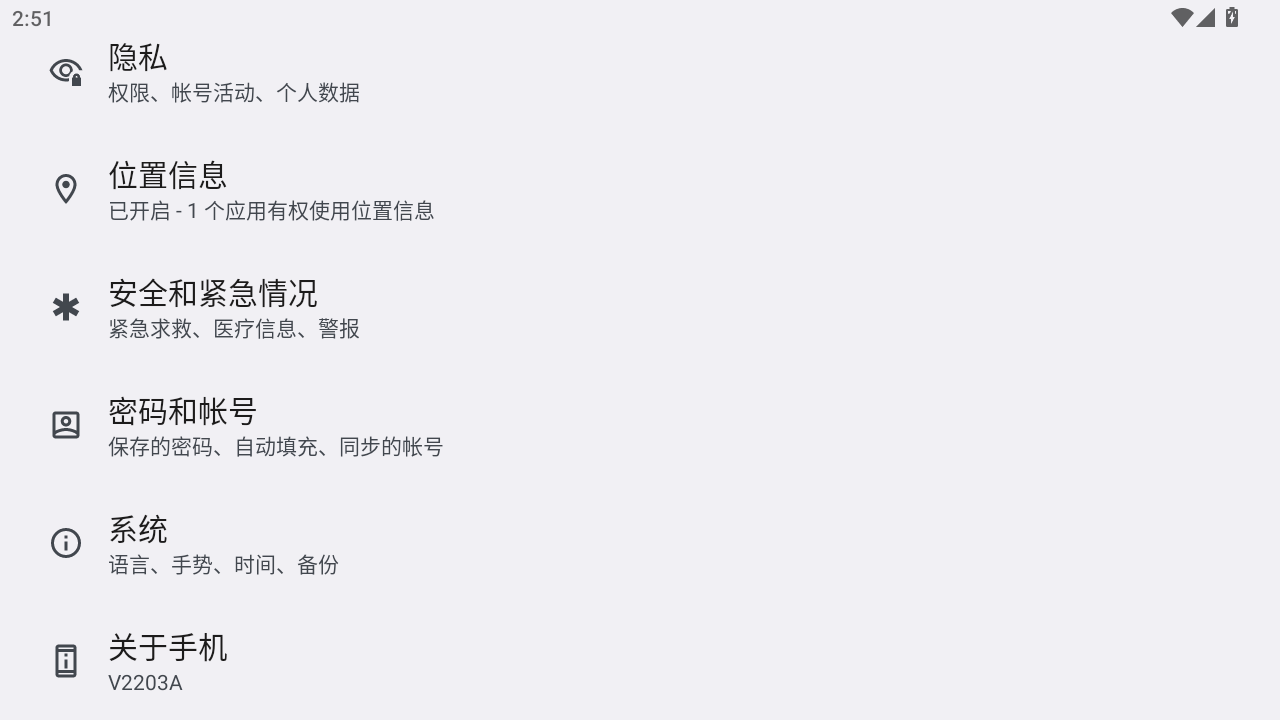 2:51
隐私
权限、帐号活动、个人数据
位置信息
已开启 - 1 个应用有权使用位置信息
安全和紧急情况
紧急求救、医疗信息、警报
密码和帐号
保存的密码、自动填充、同步的帐号
系统
语言、手势、时间、备份
关于手机
V2203A